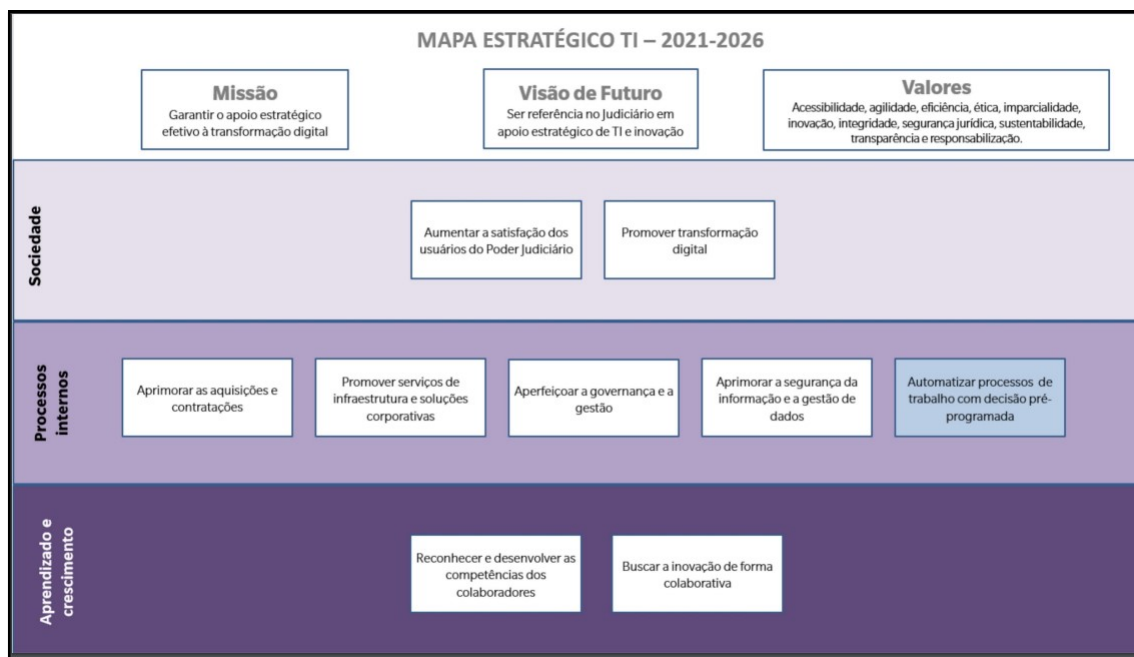 MAPA ESTRATÉGICO TI – 2021-2026
Missão
Garantir o apoio estratégico
efetivo à transformação digital
Visão de Futuro
Ser referência no Judiciário em
apoio estratégico de TI e inovação
Valores
Acessibilidade, agilidade, eficiência, ética, imparcialidade,
inovação, integridade, segurança jurídica, sustentabilidade,
transparência e responsabilização.
Sociedade
Aumentar a satisfação dos
usuários do Poder Judiciário
Promover transformação
digital
Processos
internos
Aprimorar as aquisições e
contratações
Promover serviços de
infraestrutura e soluções
corporativas
Aperfeiçoar a governança e a
gestão
Aprimorar a segurança da
informação e a gestão de
dados
Automatizar processos de
trabalho com decisão pré-
programada
Aprendizado e
crescimento
Reconhecer e desenvolver as
competências dos
colaboradores
Buscar a inovação de forma
colaborativa